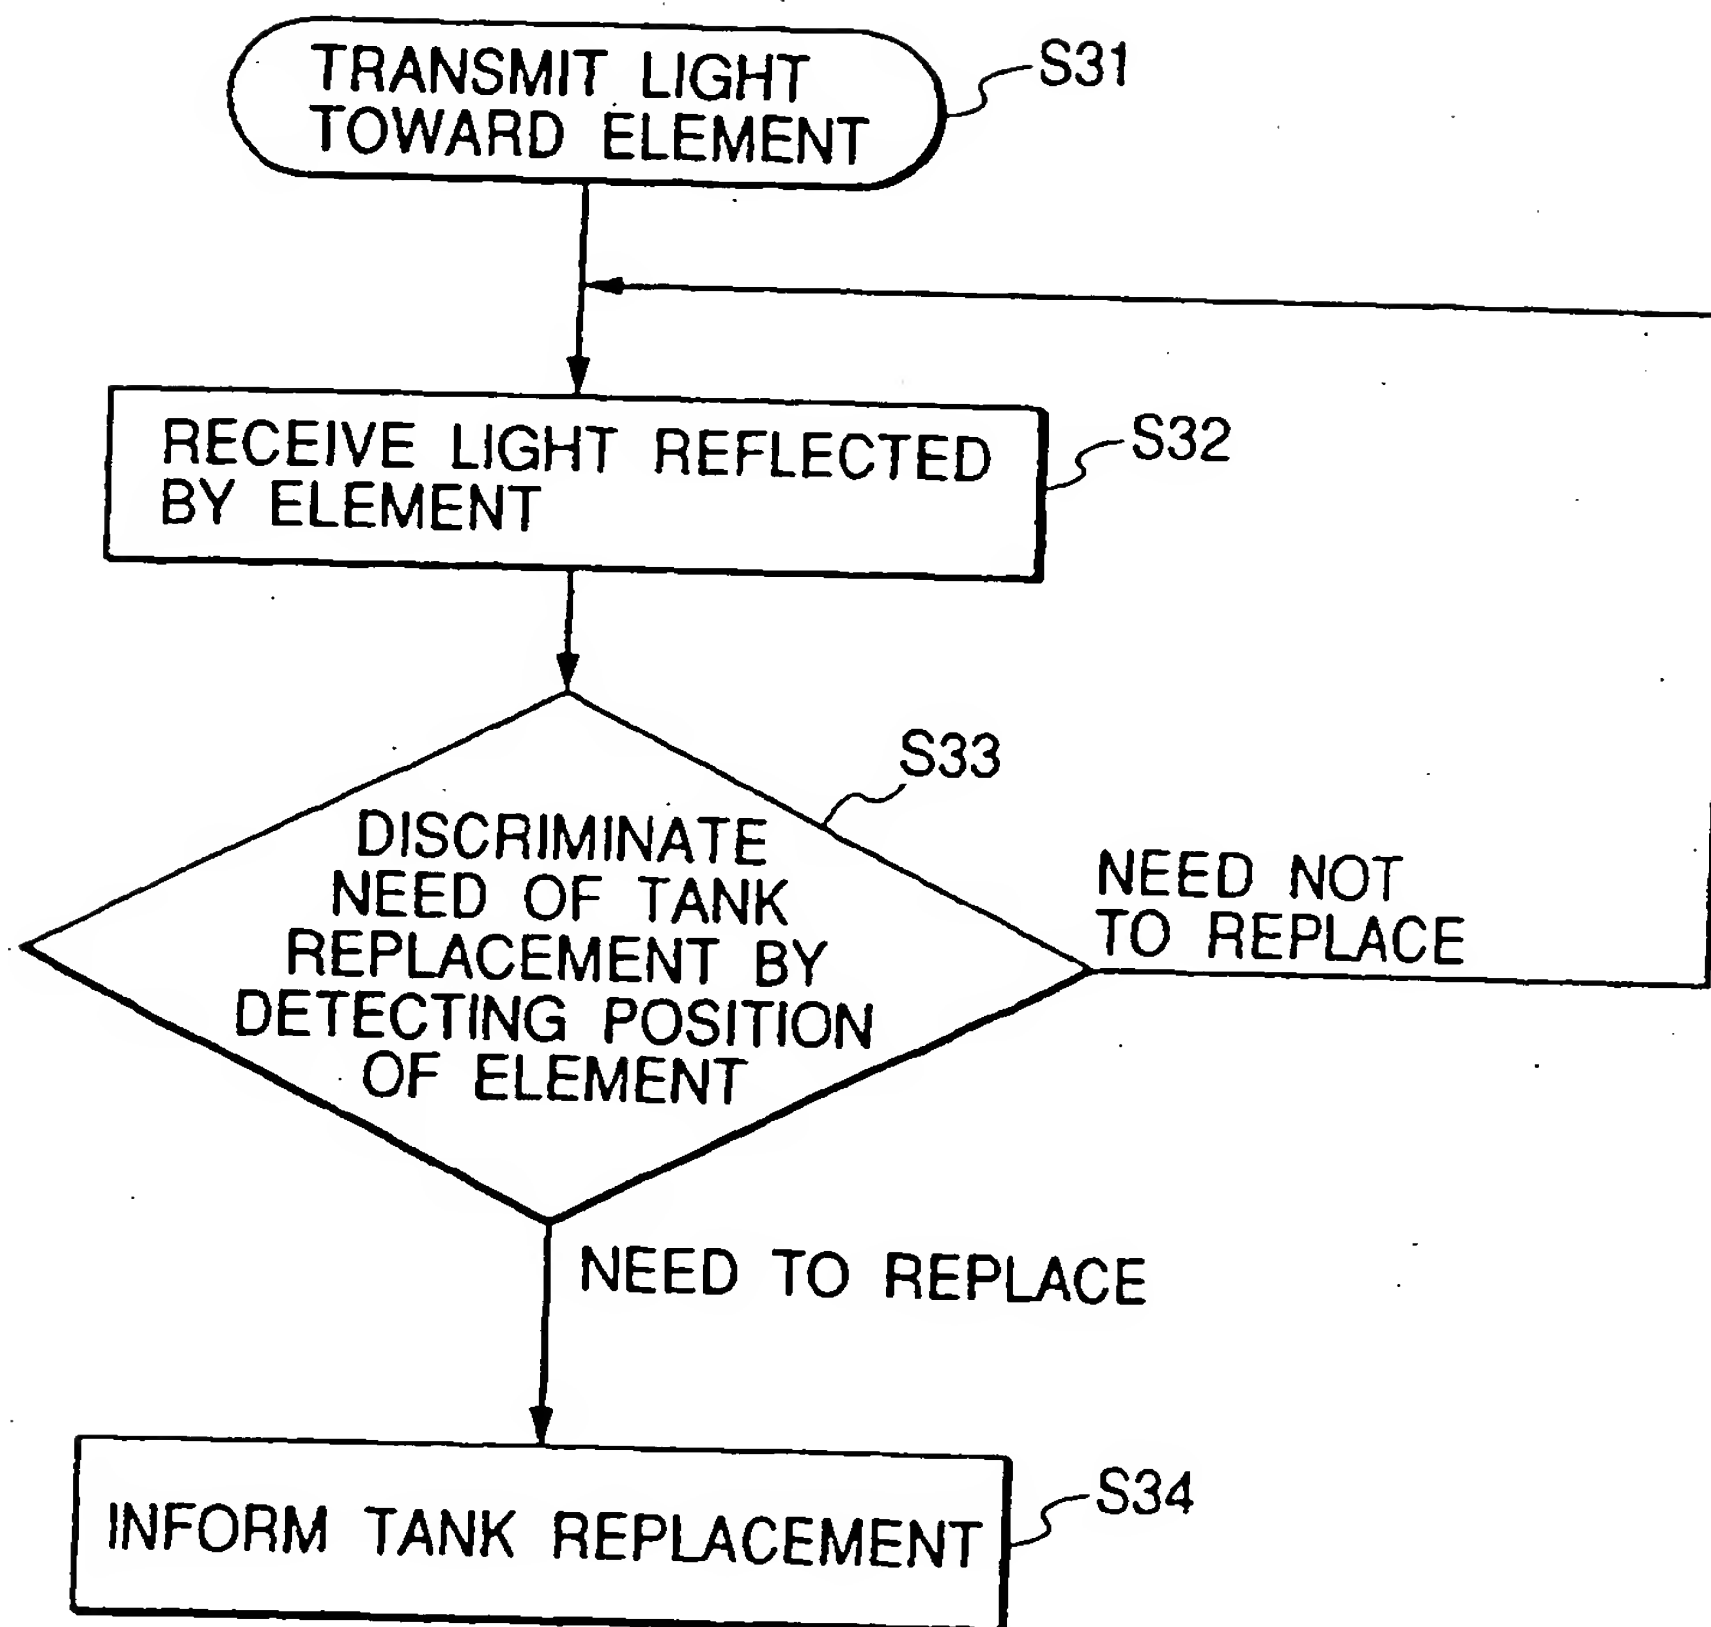 TRANSMIT LIGHT
TOWARD ELEMENT
S31
RECEIVE LIGHT REFLECTED
BY ELEMENT
S32
S33
DISCRIMINATE
NEED OF TANK
REPLACEMENT BY
DETECTING POSITION
OF ELEMENT
NEED NOT
TO REPLACE
NEED TO REPLACE
INFORM TANK REPLACEMENT
S34